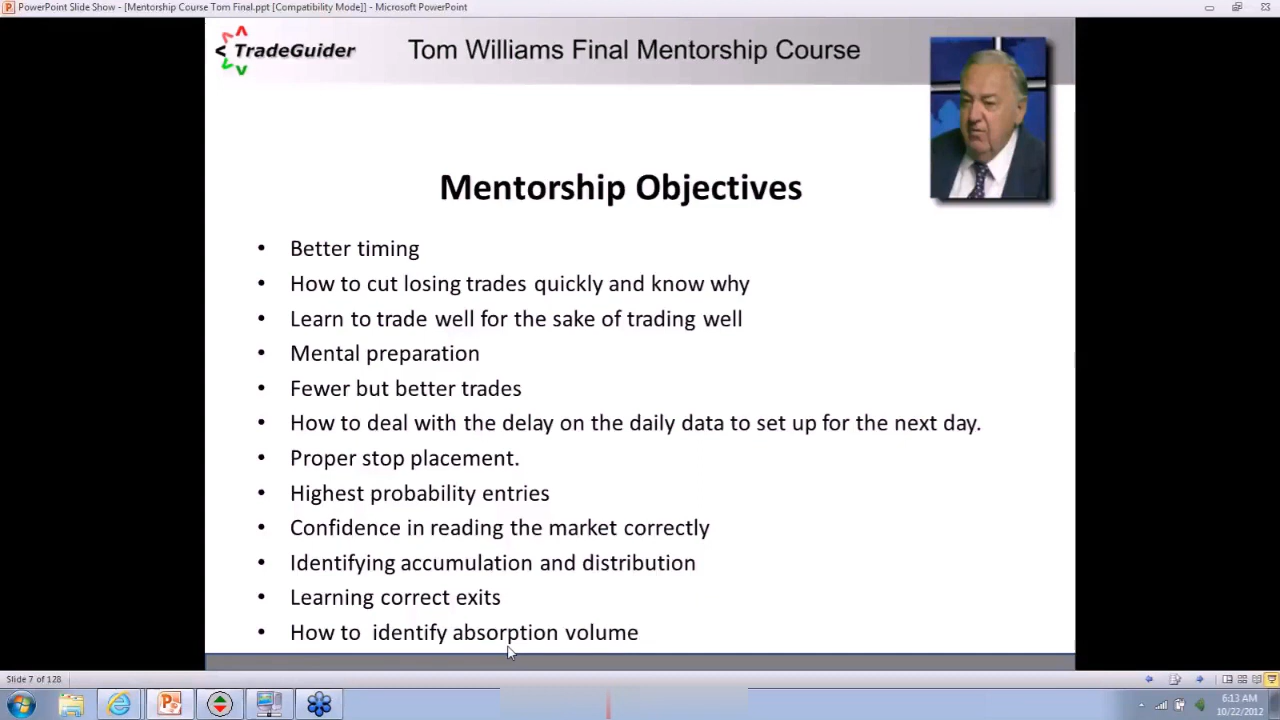 PowerPoint Slide Show - [Mentorship Course Tom Final.ppt [Compatibility Mode]] - Microsoft PowerPoint
TradeGuider
Tom Williams Final Mentorship Course
Mentorship Objectives
• Better timing
• How to cut losing trades quickly and know why
• Learn to trade well for the sake of trading well
• Mental preparation
• Fewer but better trades
• How to deal with the delay on the daily data to set up for the next day.
• Proper stop placement.
• Highest probability entries
• Confidence in reading the market correctly
• Identifying accumulation and distribution
• Learning correct exits
• How to  identify absorption volume
Slide 7 of 128
6:13 AM
10/22/2012